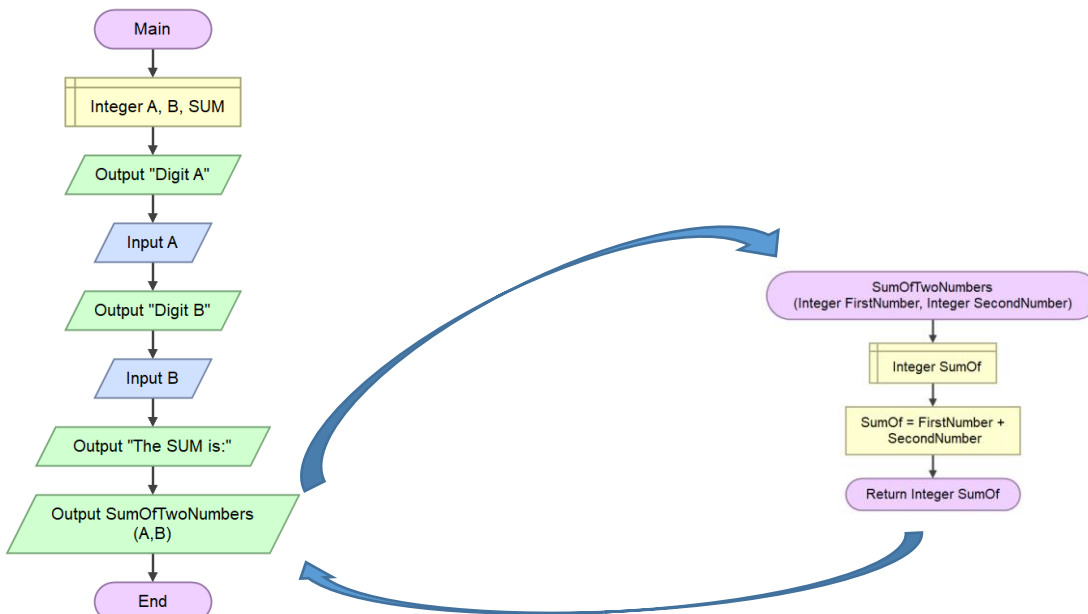 Main
Integer A, B, SUM
Output "Digit A"
Input A
Output "Digit B"
Input B
Output "The SUM is:"
Output SumOfTwoNumbers
(A,B)
End
SumOfTwoNumbers
(Integer FirstNumber, Integer SecondNumber)
Integer SumOf
SumOf = FirstNumber +
SecondNumber
Return Integer SumOf